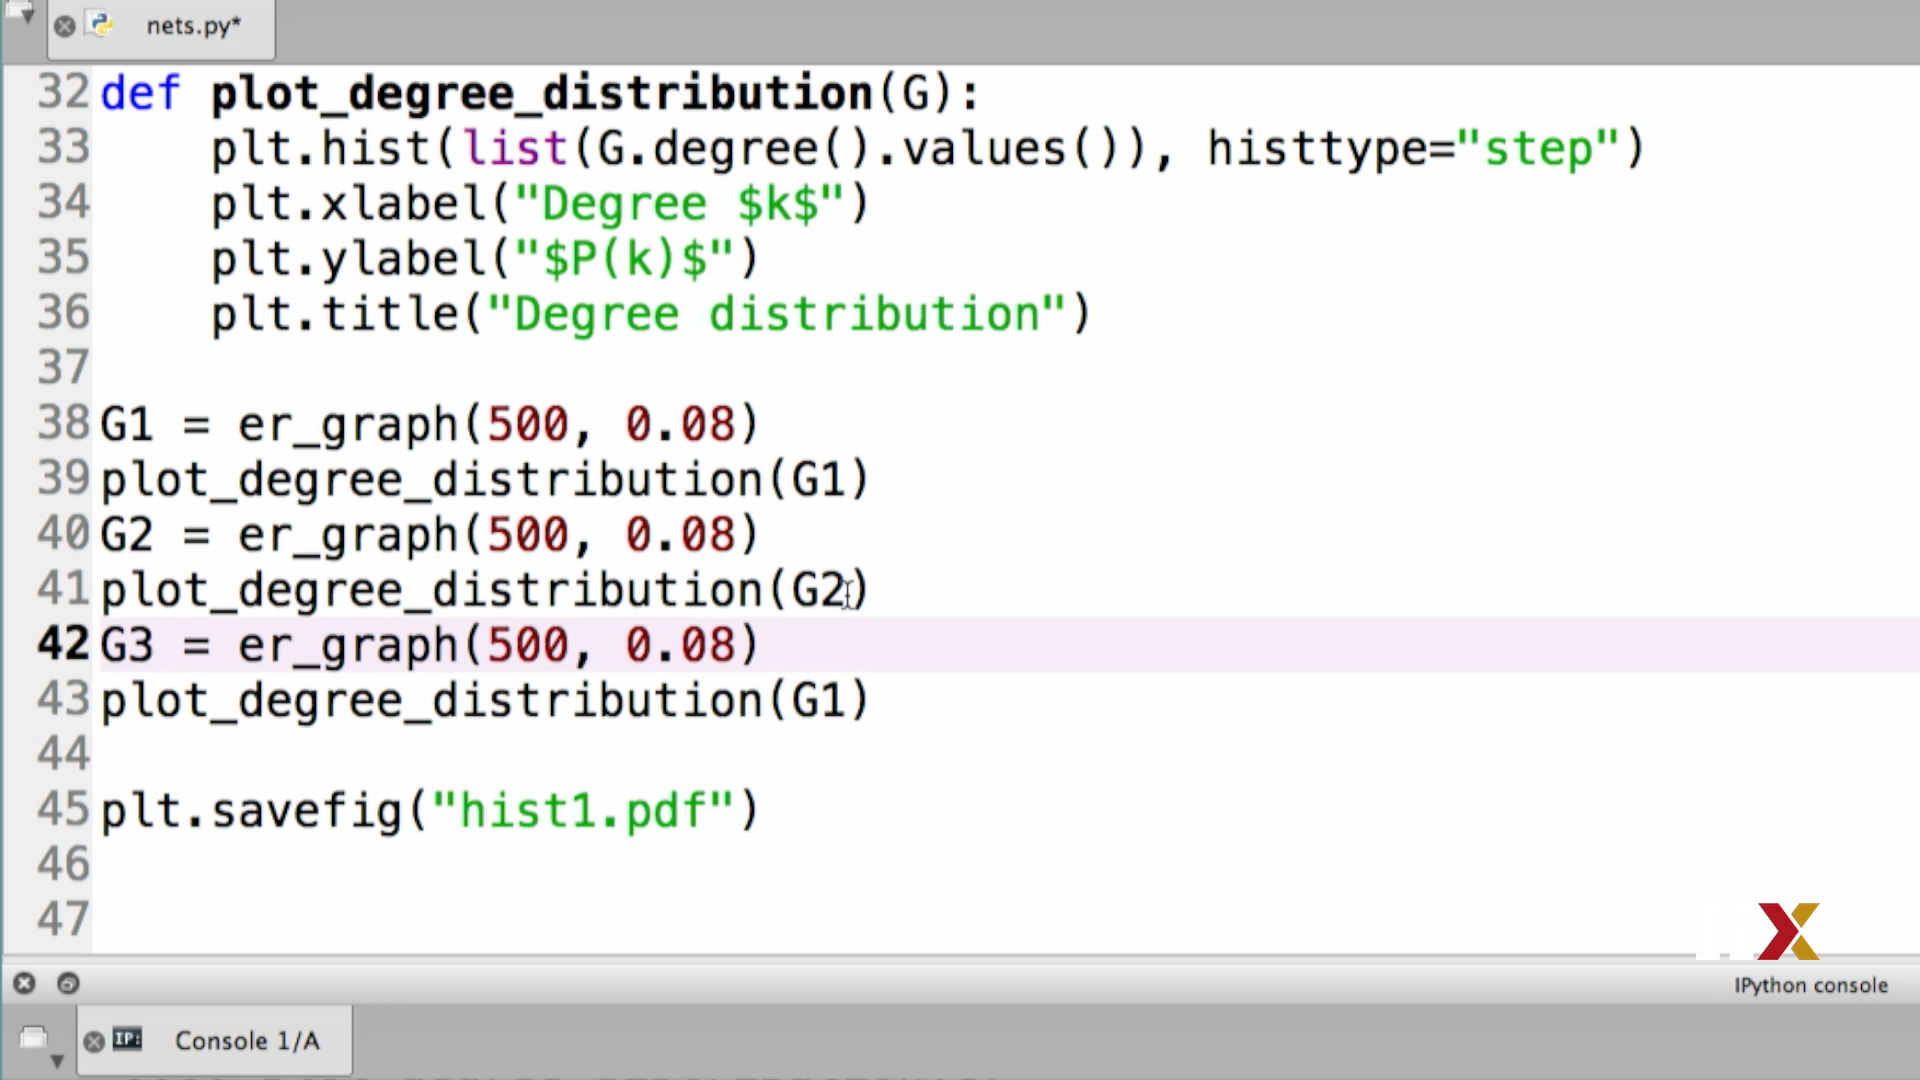 nets.py*
32 def plot_degree_distribution(G):
33 plt.hist(list(G.degree().values()), histtype="step")
34 plt.xlabel("Degree $k$")
35 plt.ylabel("$P(k)$")
36 plt.title("Degree distribution")
37
38 G1 = er_graph(500, 0.08)
39 plot_degree_distribution(G1)
40 G2 = er_graph(500, 0.08)
41 plot_degree_distribution(G2)
42 G3 = er_graph(500, 0.08)
43 plot_degree_distribution(G1)
44
45 plt.savefig("hist1.pdf")
46
47
X
IPython console
IP: Console 1/A